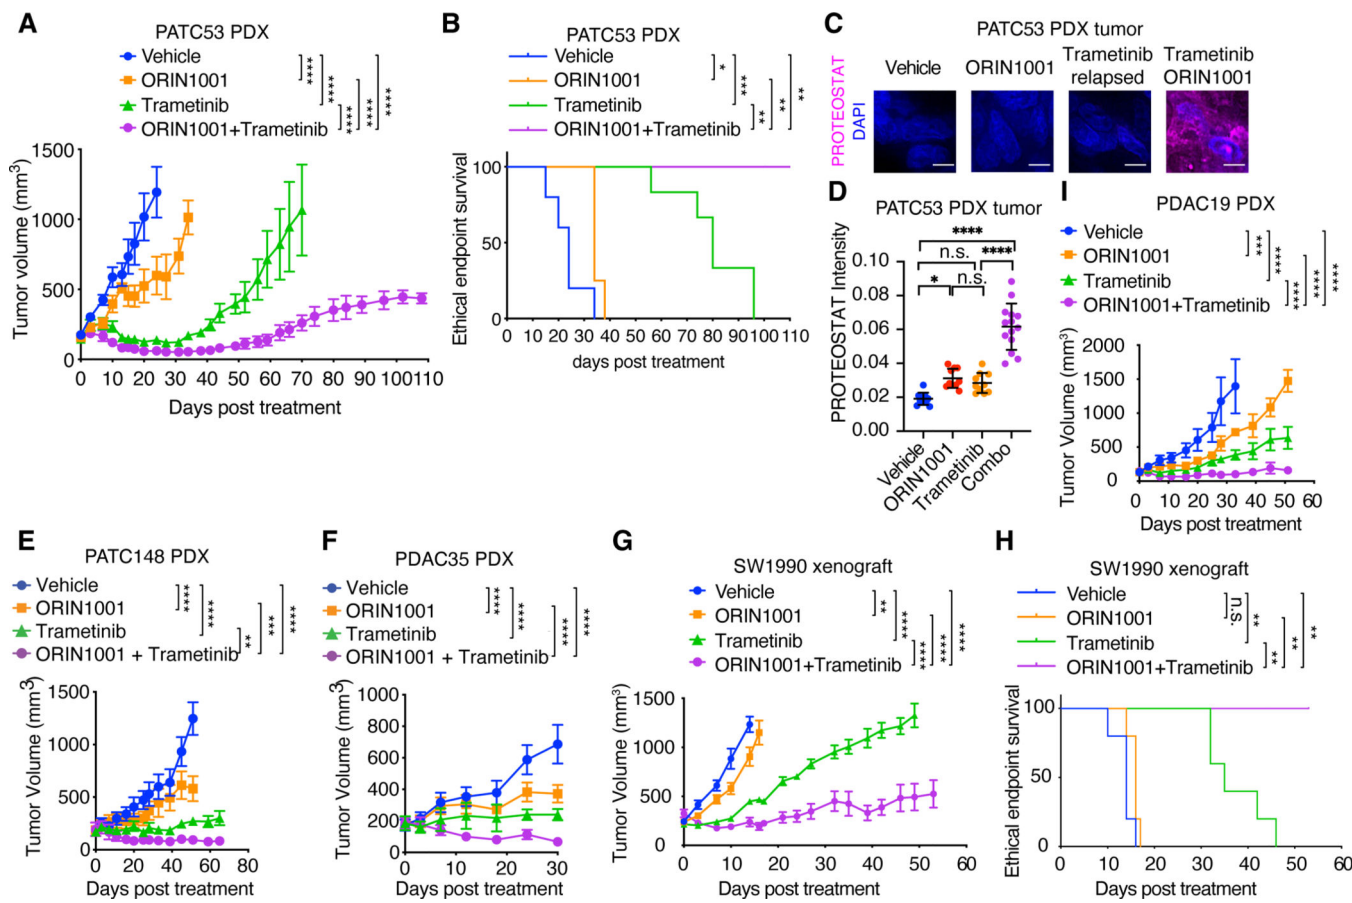 A
PATC53 PDX
Vehicle
ORIN1001
Trametinib
ORIN1001+Trametinib
****
****
****
****
****
Tumor volume (mm3)
1500
1000
500
0
0 10 20 30 40 50 60 70 80 90 100110
Days post treatment
B
PATC53 PDX
Vehicle
ORIN1001
Trametinib
ORIN1001+Trametinib
*
***
**
**
**
Ethical endpoint survival
100
50
0
0 10 20 30 40 50 60 70 80 90 100 110
days post treatment
C
PATC53 PDX tumor
Vehicle
ORIN1001
Trametinib
relapsed
Trametinib
ORIN1001
PROTEOSTAT
DAPI
D
PATC53 PDX tumor
****
n.s. ****
* n.s.
PROTEOSTAT Intensity
0.10
0.08
0.06
0.04
0.02
0.00
Vehicle
ORIN1001
Trametinib
Combo
I
PDAC19 PDX
Vehicle
ORIN1001
Trametinib
ORIN1001+Trametinib
***
****
****
****
****
Tumor Volume (mm3)
2000
1500
1000
500
0
0 10 20 30 40 50 60
Days post treatment
E
PATC148 PDX
Vehicle
ORIN1001
Trametinib
ORIN1001 + Trametinib
****
****
**
***
****
Tumor Volume (mm3)
1500
1000
500
0
0 20 40 60 80
Days post treatment
F
PDAC35 PDX
Vehicle
ORIN1001
Trametinib
ORIN1001 + Trametinib
****
****
****
****
Tumor Volume (mm3)
800
600
400
200
0
0 10 20 30
Days post treatment
G
SW1990 xenograft
Vehicle
ORIN1001
Trametinib
ORIN1001+Trametinib
**
****
****
****
****
Tumor Volume (mm3)
1500
1000
500
0
0 10 20 30 40 50 60
Days post treatment
H
SW1990 xenograft
Vehicle
ORIN1001
Trametinib
ORIN1001+Trametinib
n.s.
**
**
**
**
Ethical endpoint survival
100
50
0
0 10 20 30 40 50 60
Days post treatment